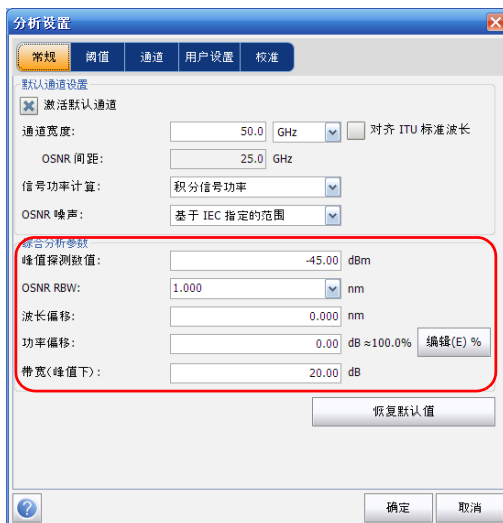 分析设置
常规 阈值 通道 用户设置 校准
默认通道设置
激活默认通道
通道宽度: 50.0 GHz 对齐 ITU 标准波长
OSNR 间距: 25.0 GHz
信号功率计算: 积分信号功率
OSNR 噪声: 基于 IEC 指定的范围
综合分析参数
峰值探测数值: -45.00 dBm
OSNR RBW: 1.000 nm
波长偏移: 0.000 nm
功率偏移: 0.00 dB ≈100.0% 编辑(E) %
带宽(峰值下): 20.00 dB
恢复默认值
确定 取消